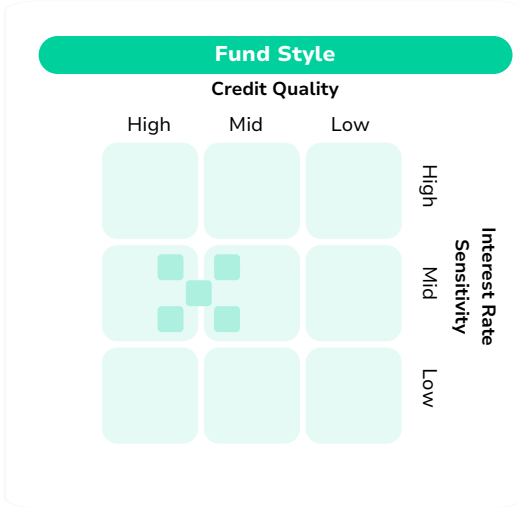 Fund Style
Credit Quality
High Mid Low
High
Mid
Low
Interest Rate
Sensitivity